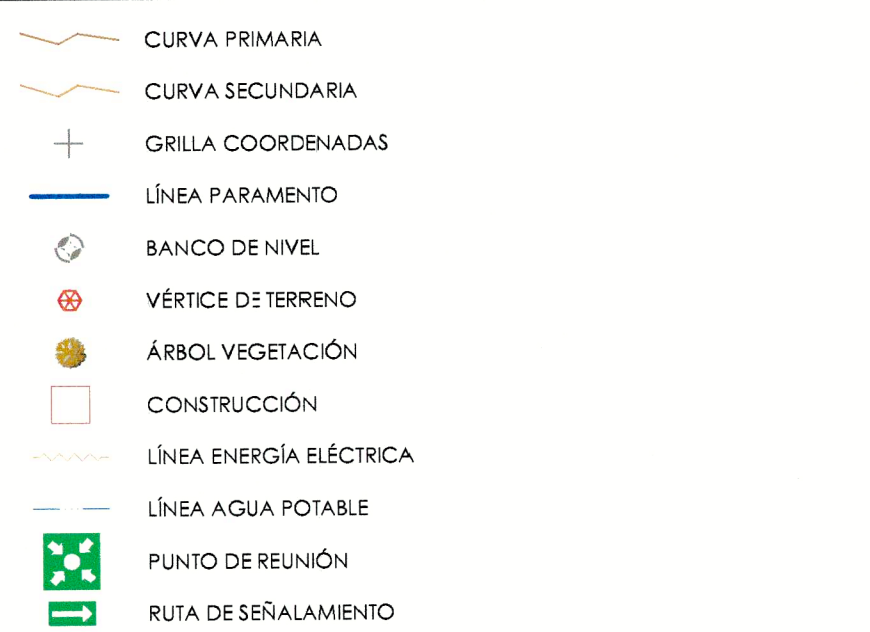 CURVA PRIMARIA
CURVA SECUNDARIA
GRILLA COORDENADAS
LÍNEA PARAMENTO
BANCO DE NIVEL
VÉRTICE DE TERRENO
ÁRBOL VEGETACIÓN
CONSTRUCCIÓN
LÍNEA ENERGÍA ELÉCTRICA
LÍNEA AGUA POTABLE
PUNTO DE REUNIÓN
RUTA DE SEÑALAMIENTO